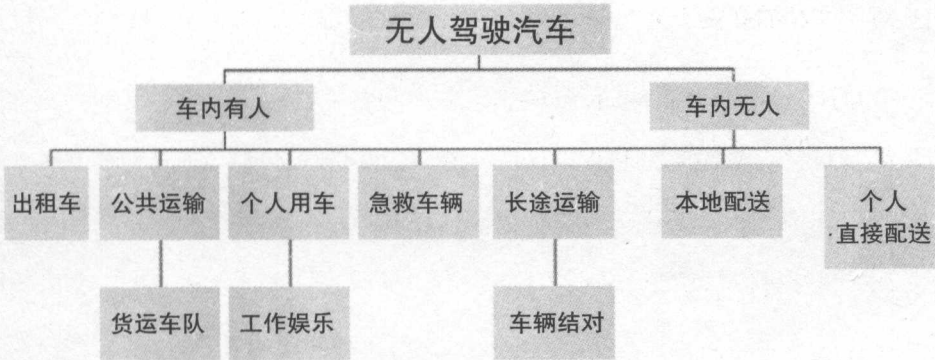 无人驾驶汽车
车内有人
车内无人
出租车
公共运输
个人用车
急救车辆
长途运输
本地配送
个人
直接配送
货运车队
工作娱乐
车辆结对